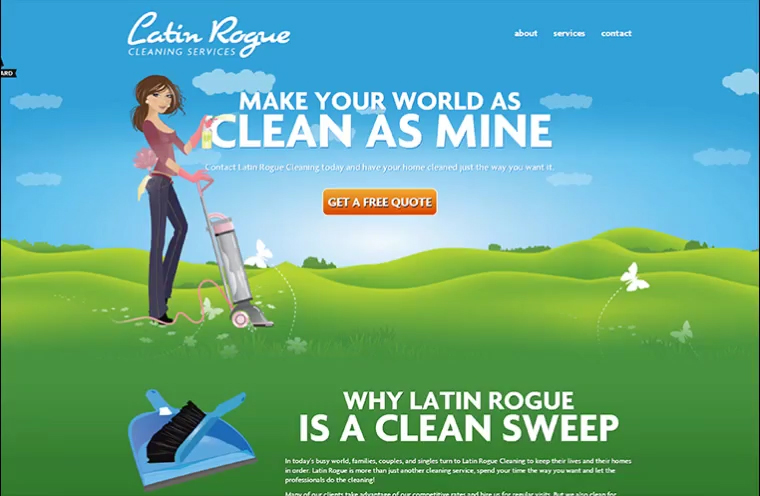 Latin Rogue
CLEANING SERVICES
about services contact
ARD
MAKE YOUR WORLD AS
CLEAN AS MINE
Contact Latin Rogue Cleaning today and have your home cleaned just the way you want it.
GET A FREE QUOTE
WHY LATIN ROGUE
IS A CLEAN SWEEP
In today's busy world, families, couples, and singles turn to Latin Rogue Cleaning to keep their lives and their homes
in order. Latin Rogue is more than just another cleaning service, spend your time the way you want and let the
professionals do the cleaning!
Many of our clients take advantage of our competitive rates and hire us for regular visits. But we also clean for